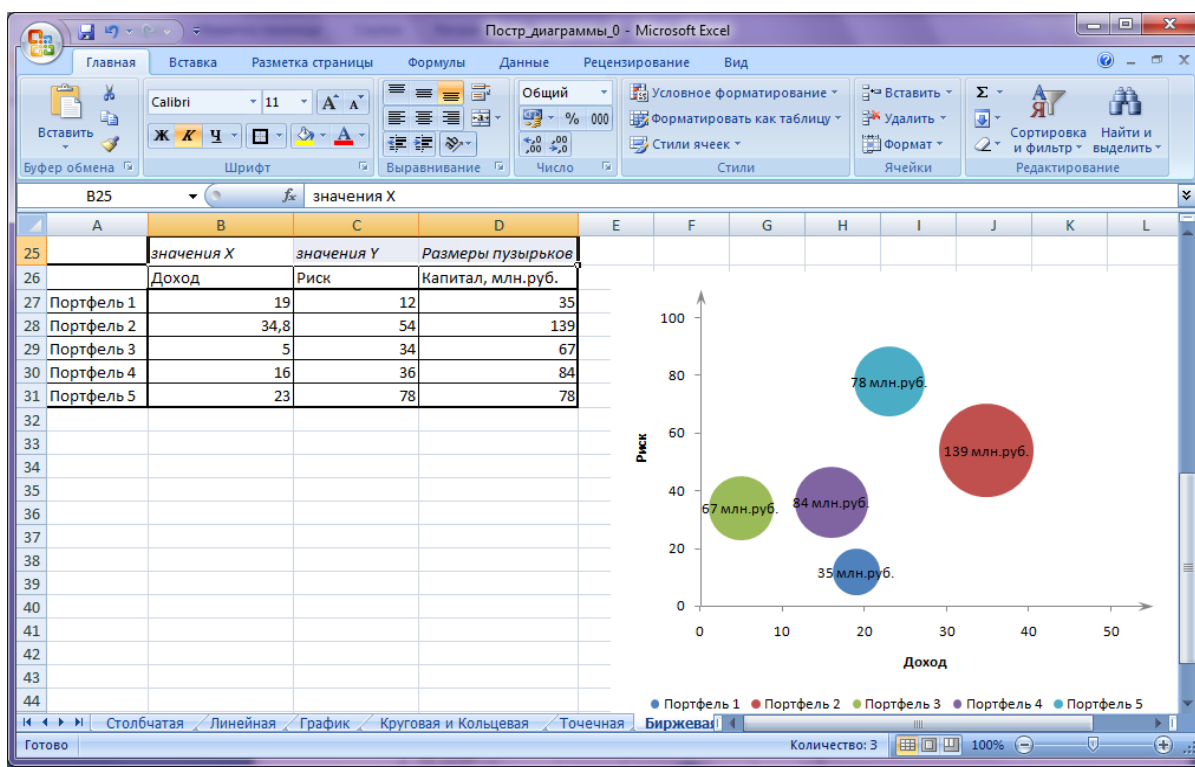 Постр_диаграммы_0 - Microsoft Excel
Главная Вставка Разметка страницы Формулы Данные Рецензирование Вид
Вставить
Буфер обмена
Calibri 11
Ж К Ч
Шрифт
Выравнивание
Общий
% 000
Число
Условное форматирование
Форматировать как таблицу
Стили ячеек
Стили
Вставить
Удалить
Формат
Ячейки
Σ
Сортировка и фильтр
Найти и выделить
Редактирование
B25 fx значения X
A B C D E F G H I J K L
25 значения X значения Y Размеры пузырьков
26 Доход Риск Капитал, млн.руб.
27 Портфель 1 19 12 35
28 Портфель 2 34,8 54 139
29 Портфель 3 5 34 67
30 Портфель 4 16 36 84
31 Портфель 5 23 78 78
32
33
34
35
36
37
38
39
40
41
42
43
44
100
80
60
40
20
0
Риск
78 млн.руб.
139 млн.руб.
67 млн.руб.
84 млн.руб.
35 млн.руб.
0 10 20 30 40 50
Доход
Портфель 1 Портфель 2 Портфель 3 Портфель 4 Портфель 5
Столбчатая Линейная График Круговая и Кольцевая Точечная Биржевая
Готово Количество: 3 100%